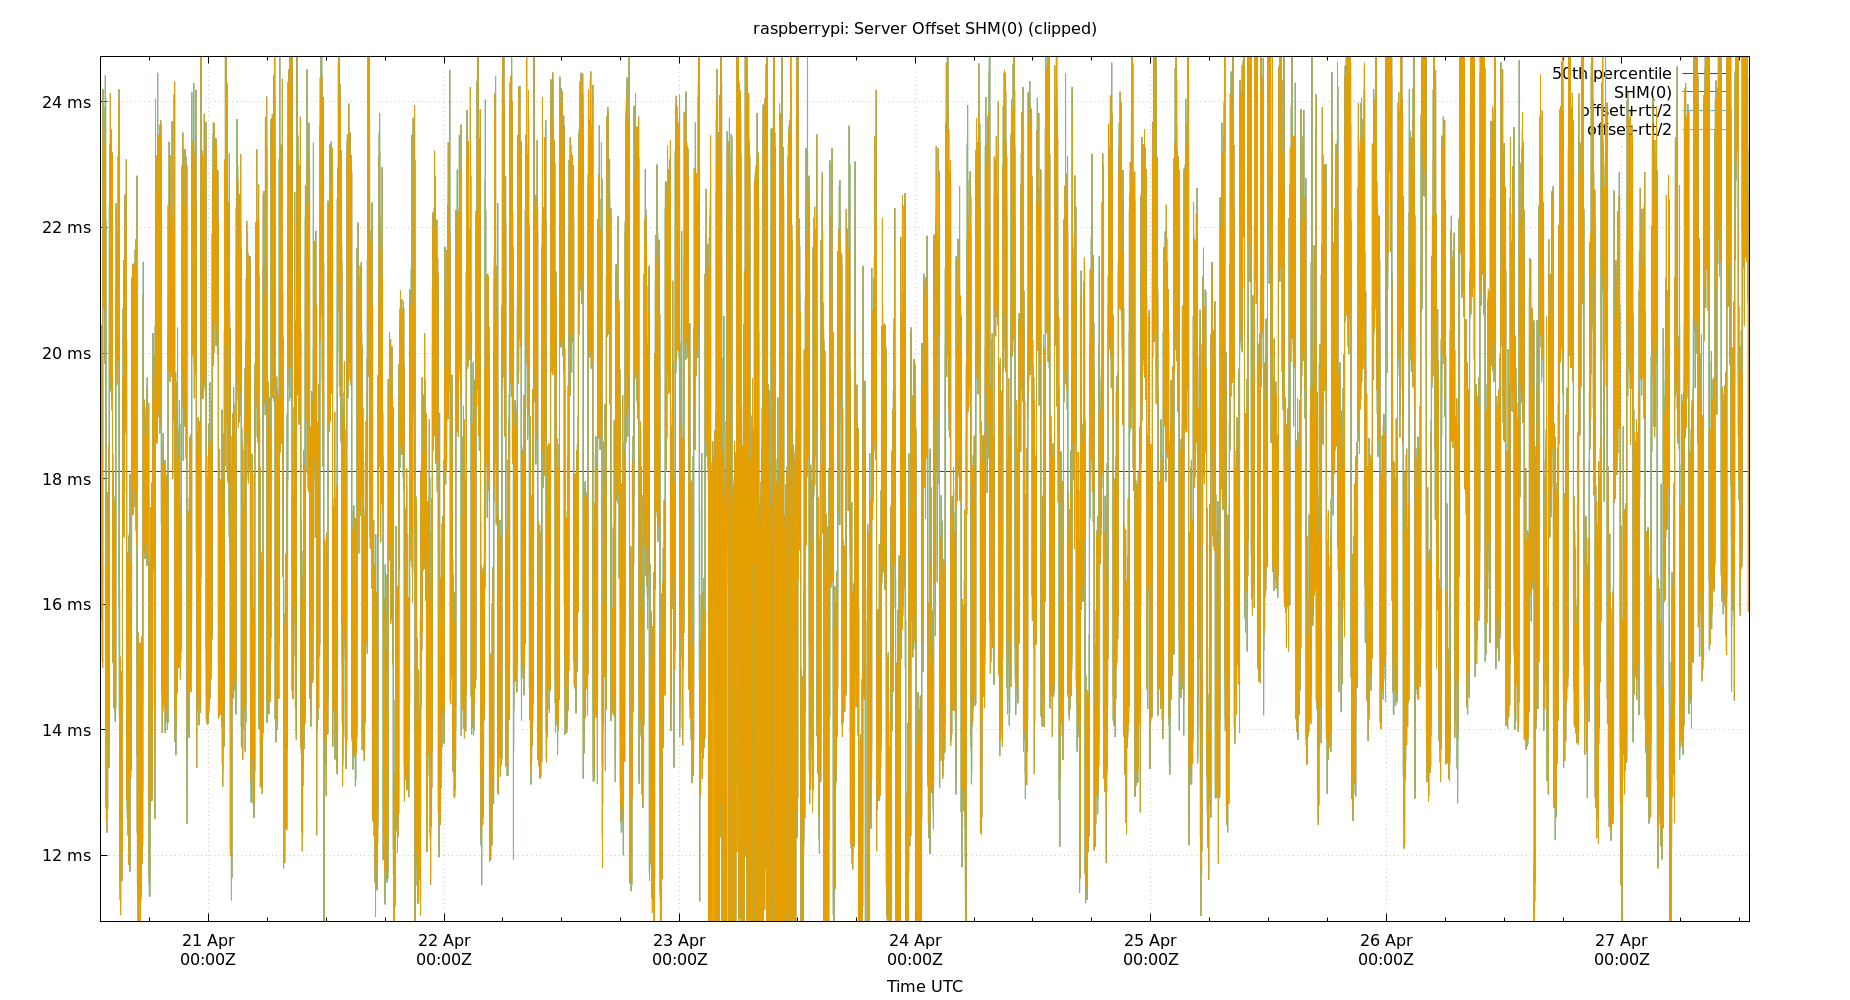 raspberrypi: Server Offset SHM(0) (clipped)
50th percentile
SHM(0)
offset+rtt/2
offset-rtt/2
24 ms
22 ms
20 ms
18 ms
16 ms
14 ms
12 ms
21 Apr
00:00Z
22 Apr
00:00Z
23 Apr
00:00Z
24 Apr
00:00Z
25 Apr
00:00Z
26 Apr
00:00Z
27 Apr
00:00Z
Time UTC